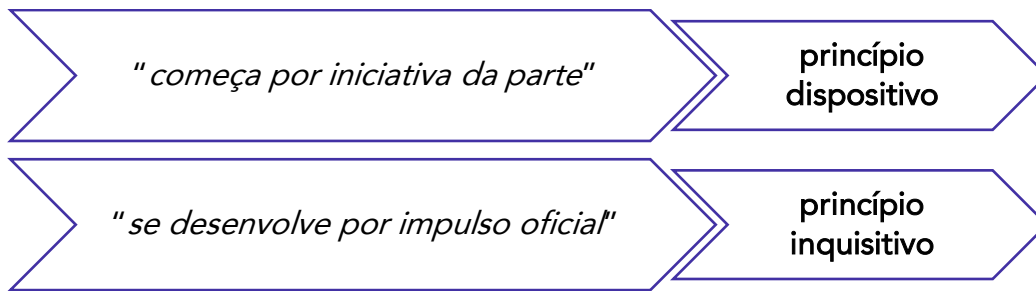 "começa por iniciativa da parte"
princípio
dispositivo
"se desenvolve por impulso oficial"
princípio
inquisitivo